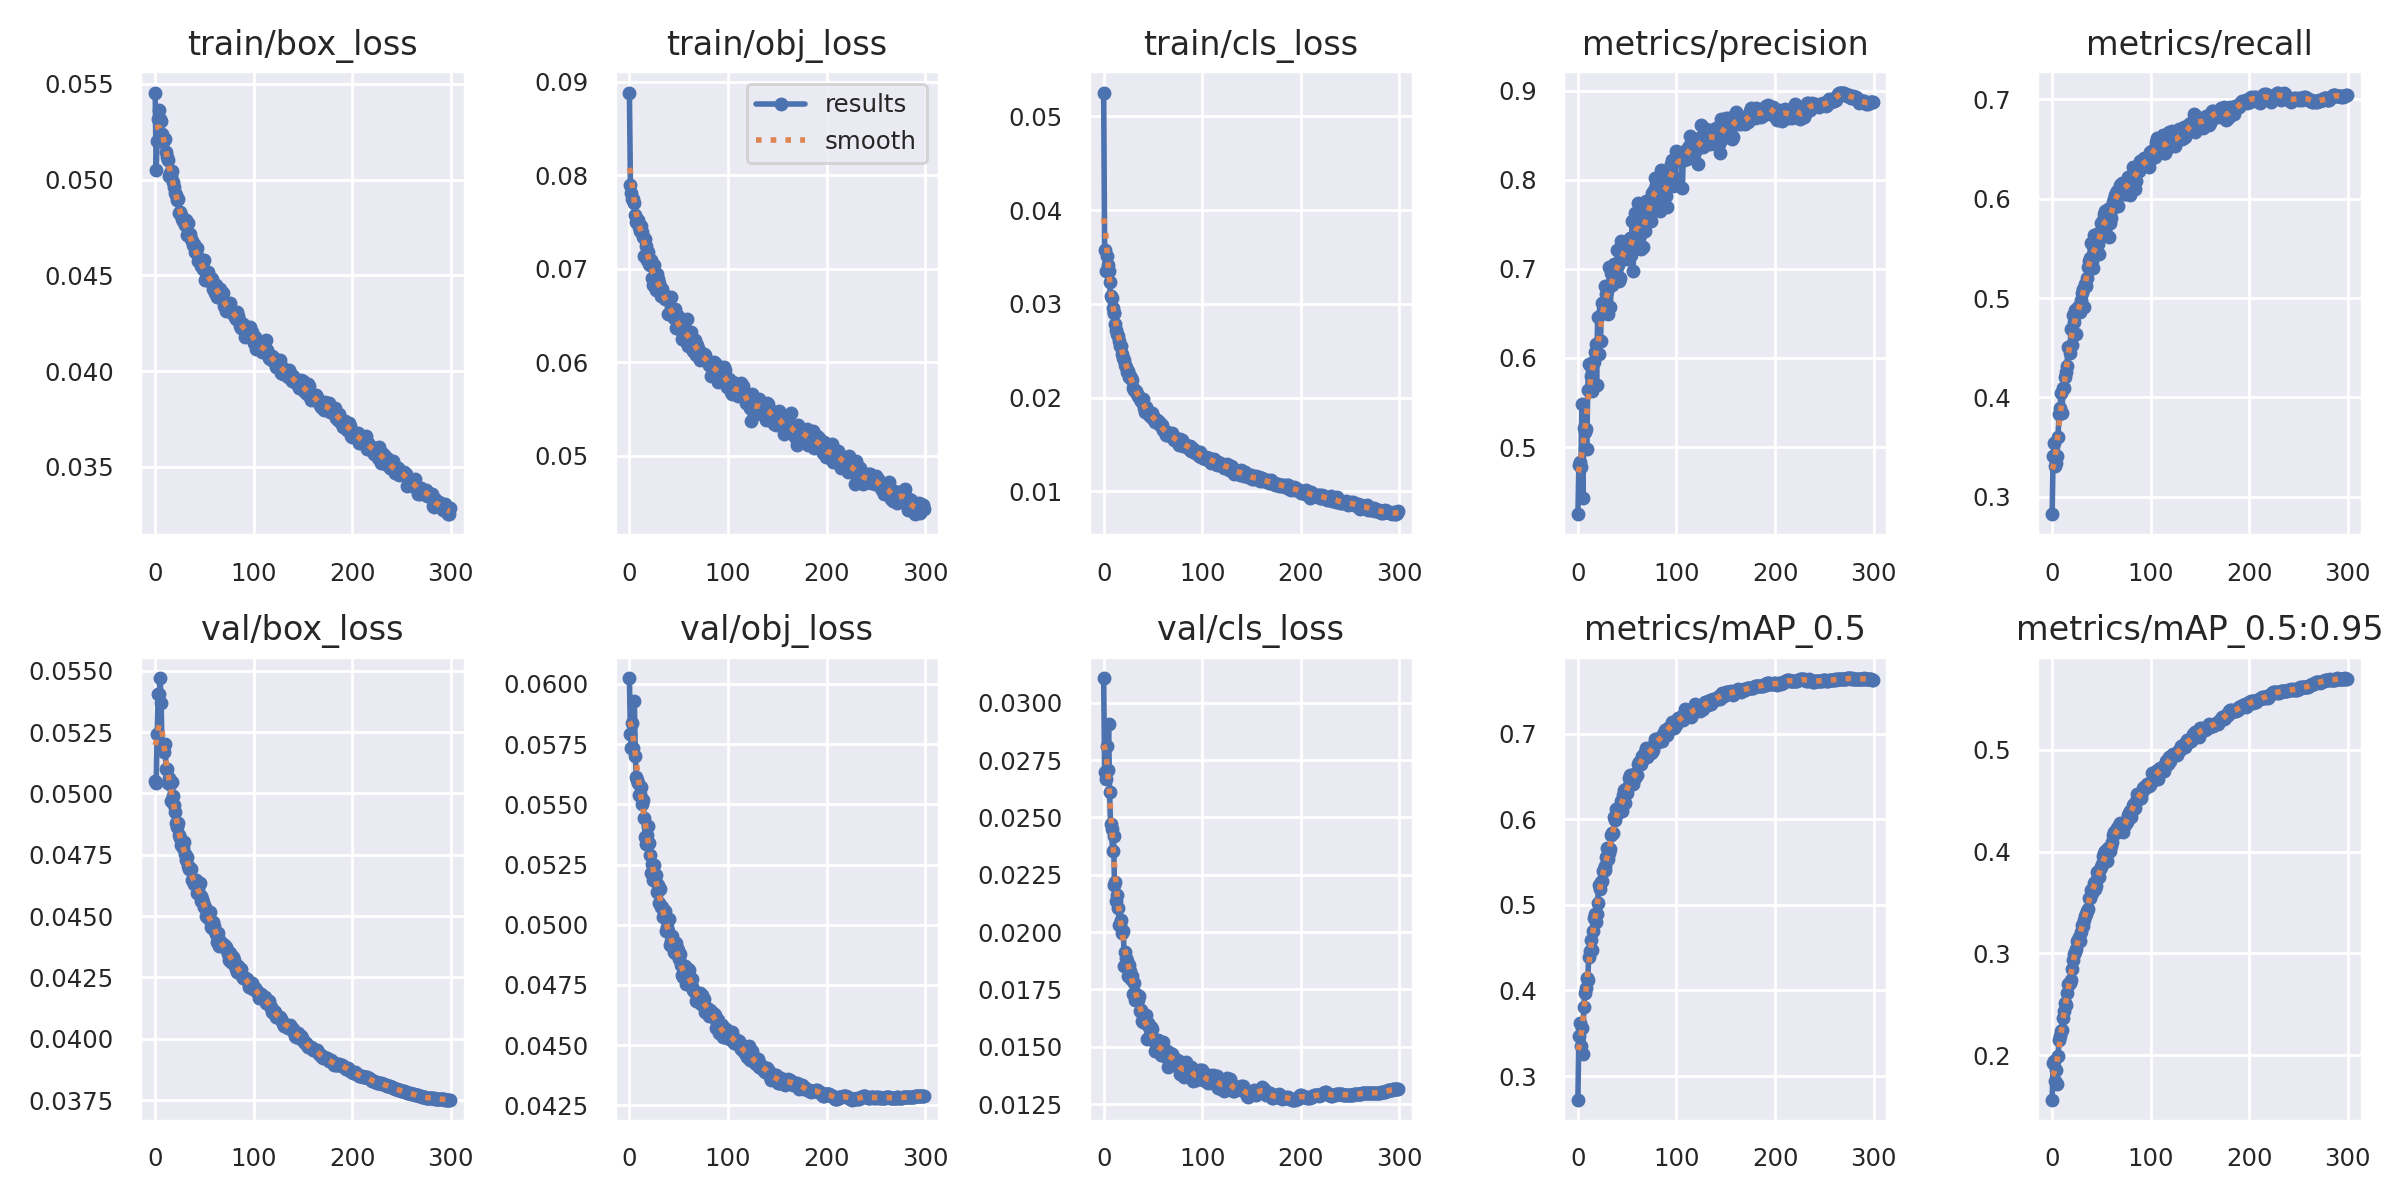 train/box_loss
0.055
0.050
0.045
0.040
0.035
0 100 200 300
train/obj_loss
0.09
0.08
0.07
0.06
0.05
results
smooth
0 100 200 300
train/cls_loss
0.05
0.04
0.03
0.02
0.01
0 100 200 300
metrics/precision
0.9
0.8
0.7
0.6
0.5
0 100 200 300
metrics/recall
0.7
0.6
0.5
0.4
0.3
0 100 200 300
val/box_loss
0.0550
0.0525
0.0500
0.0475
0.0450
0.0425
0.0400
0.0375
0 100 200 300
val/obj_loss
0.0600
0.0575
0.0550
0.0525
0.0500
0.0475
0.0450
0.0425
0 100 200 300
val/cls_loss
0.0300
0.0275
0.0250
0.0225
0.0200
0.0175
0.0150
0.0125
0 100 200 300
metrics/mAP_0.5
0.7
0.6
0.5
0.4
0.3
0 100 200 300
metrics/mAP_0.5:0.95
0.5
0.4
0.3
0.2
0 100 200 300